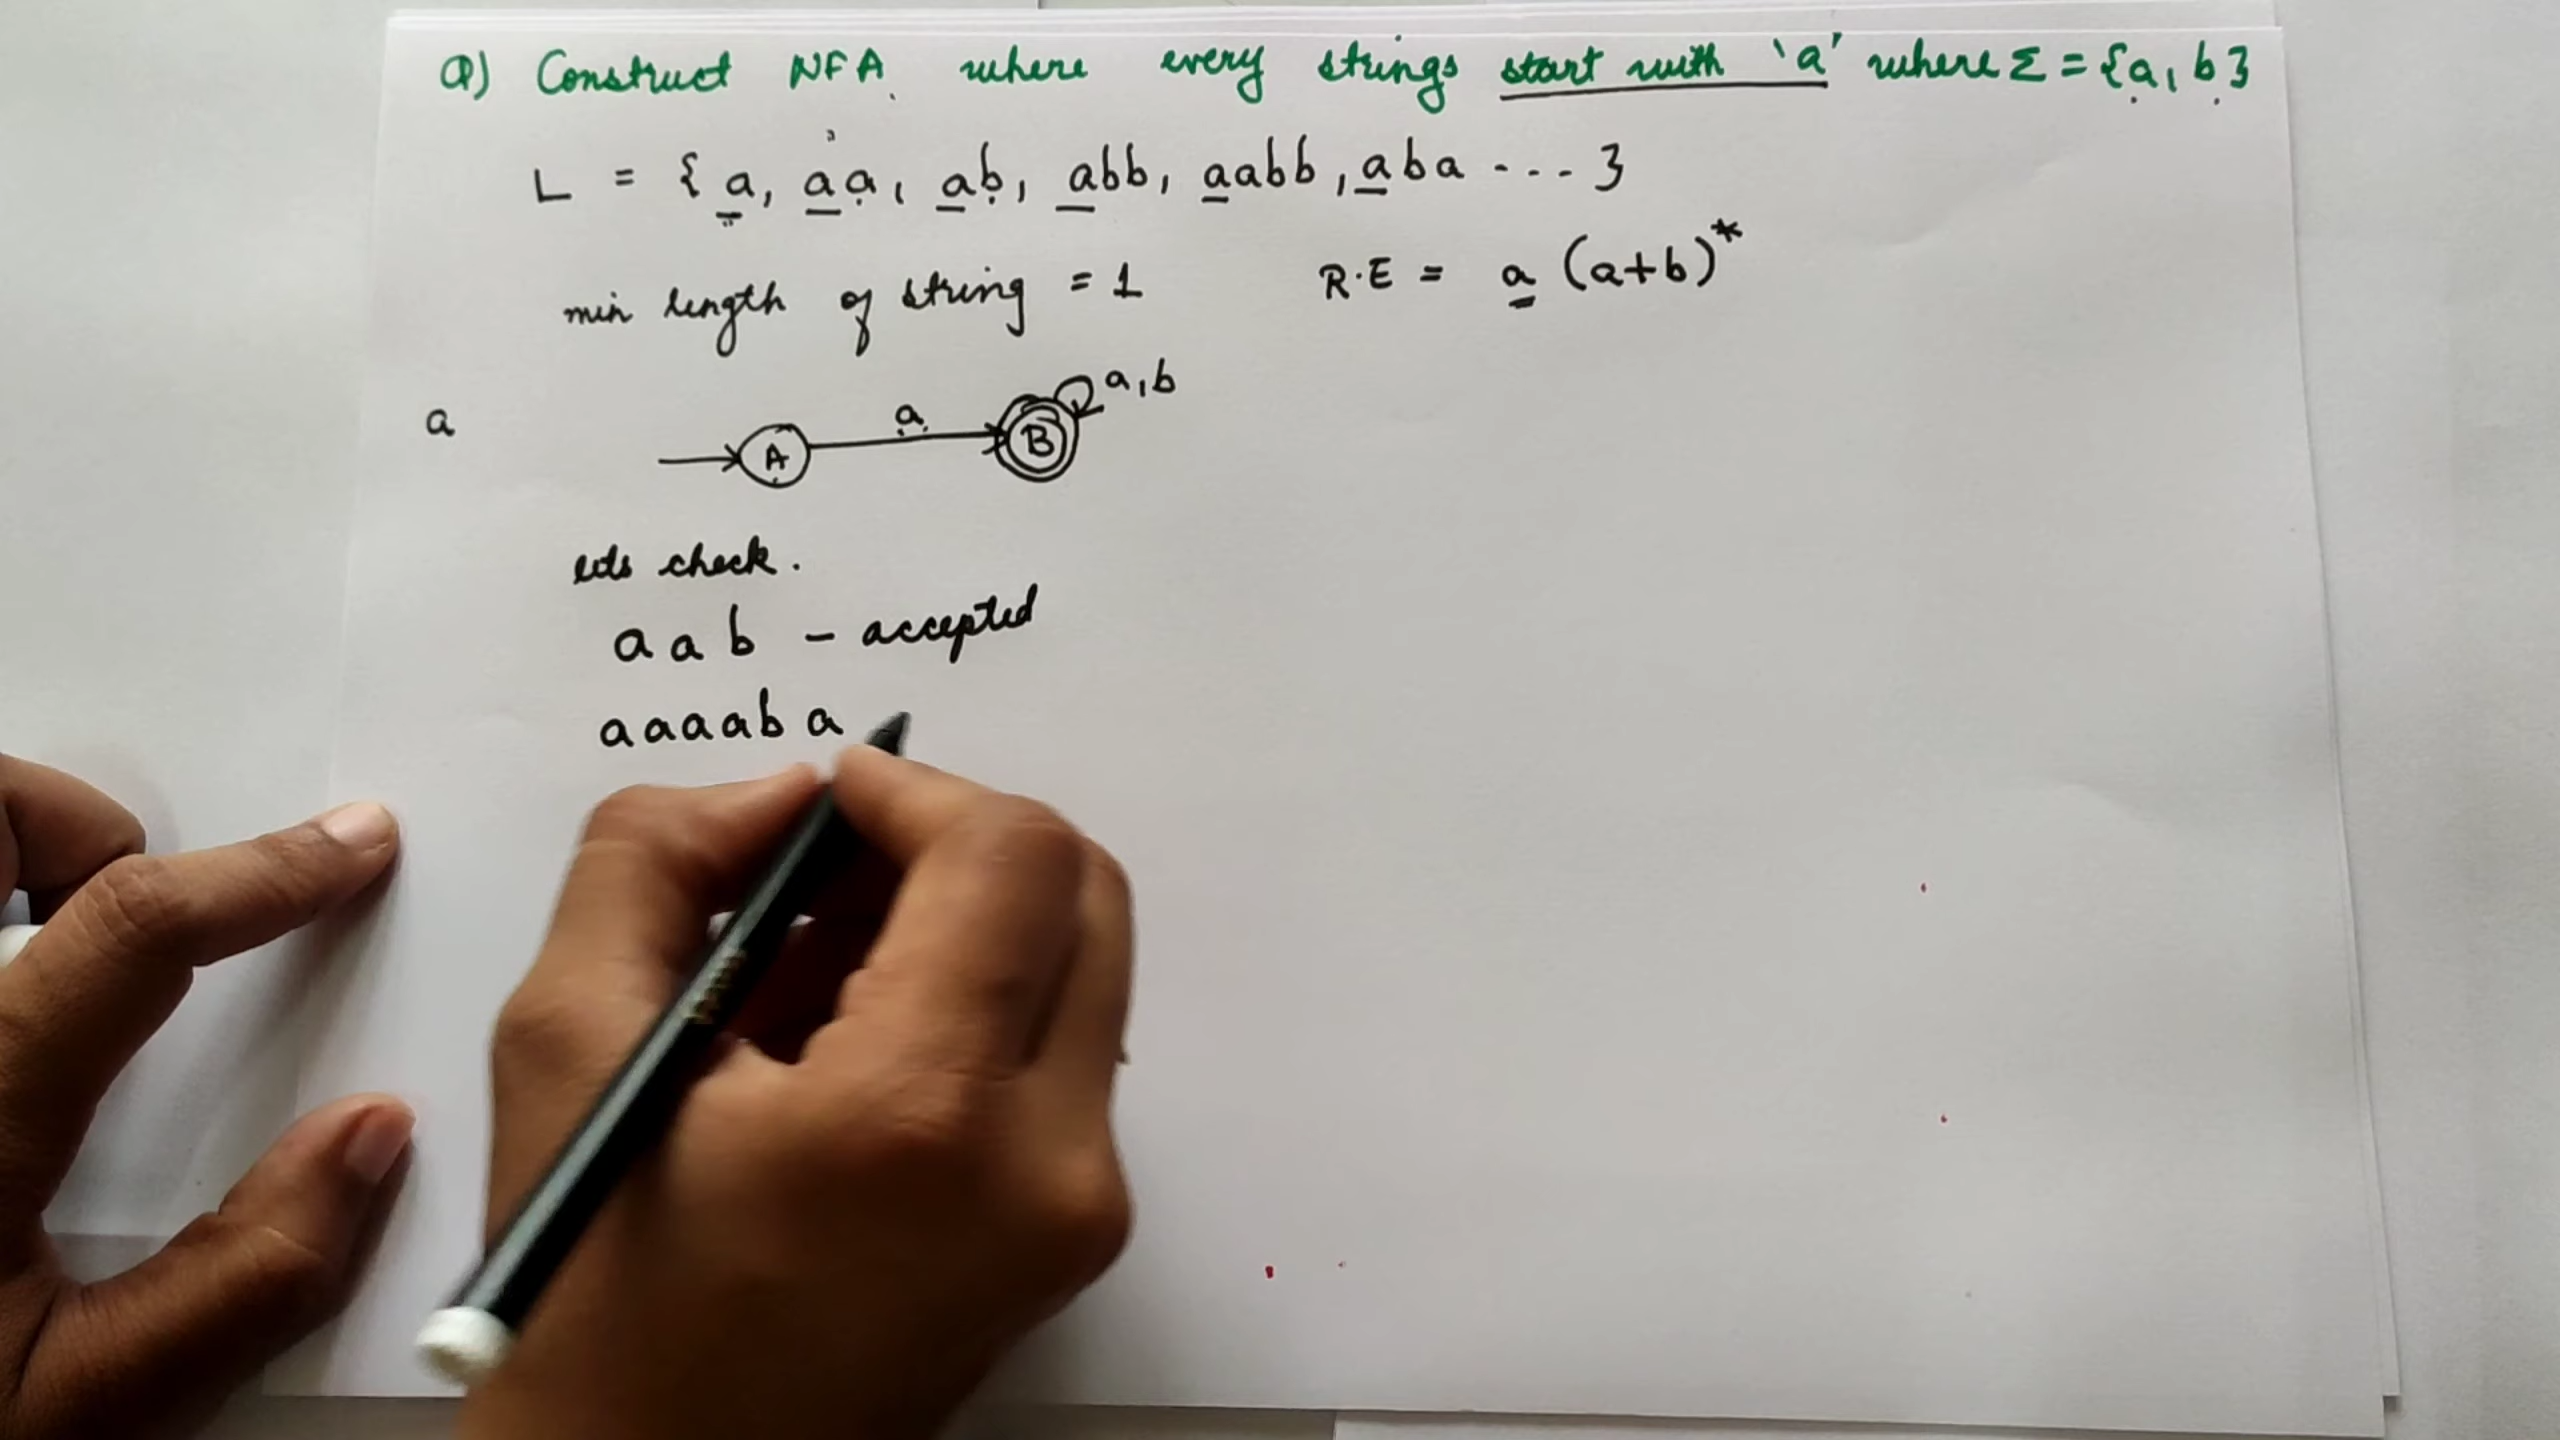 Q) Construct NFA where every strings start with 'a' where Σ = {a, b}
L = { a, aa, ab, abb, aabb, aba ---- }
min length of string = 1
R.E = a (a+b)*
a
A a B a,b
lets check.
a a b - accepted
a a a a b a